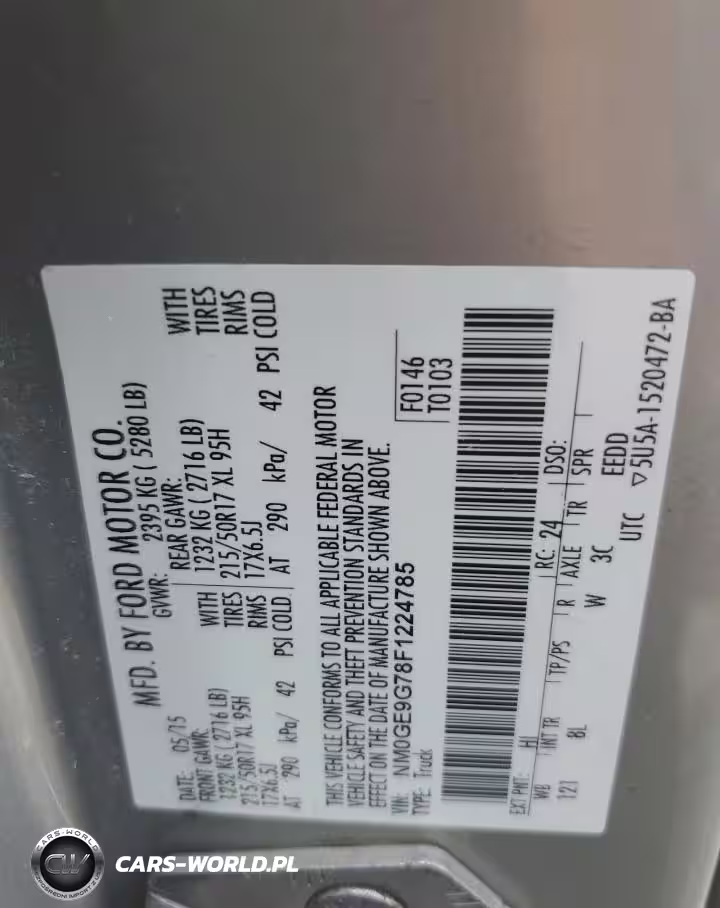 MFD. BY FORD MOTOR CO.
DATE: 05/15
GVWR: 2395 KG ( 5280 LB)
FRONT GAWR:
1232 KG ( 2716 LB) WITH
215/50R17 XL 95H TIRES
17X6.5J RIMS
AT 290 kPa/ 42 PSI COLD
REAR GAWR:
1232 KG ( 2716 LB) WITH
215/50R17 XL 95H TIRES
17X6.5J RIMS
AT 290 kPa/ 42 PSI COLD
THIS VEHICLE CONFORMS TO ALL APPLICABLE FEDERAL MOTOR
VEHICLE SAFETY AND THEFT PREVENTION STANDARDS IN
EFFECT ON THE DATE OF MANUFACTURE SHOWN ABOVE.
VIN: NM0GE9G78F1224785
TYPE: Truck
F0146
T0103
EXT PNT: HJ RC: 24 DSO:
WB INT TR TP/PS R AXLE TR SPR
121 8L W 3C EEDD
UTC ▽5U5A-1520472-BA
CARS-WORLD
CW
CARS-WORLD.PL